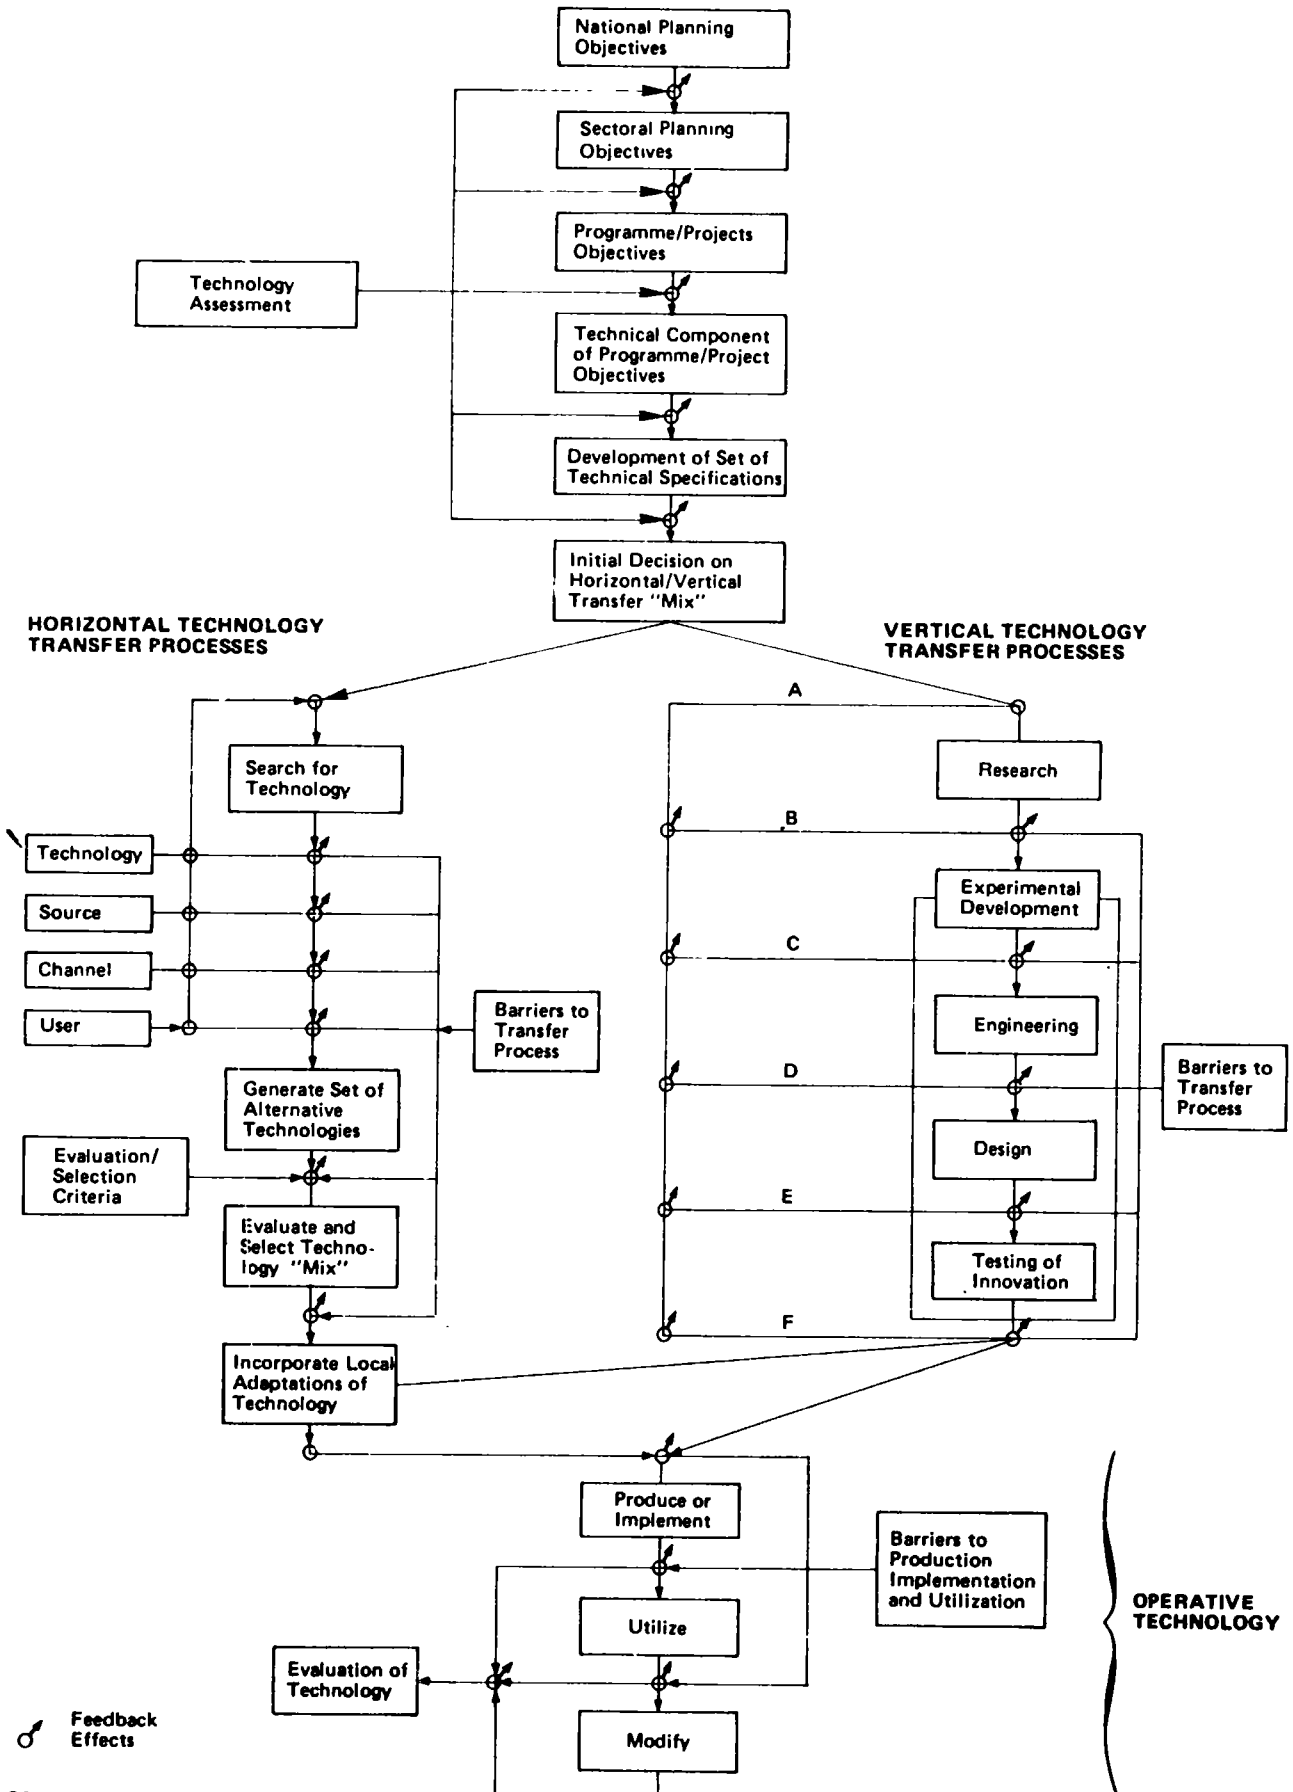 National Planning
Objectives
Sectoral Planning
Objectives
Programme/Projects
Objectives
Technology
Assessment
Technical Component
of Programme/Project
Objectives
Development of Set of
Technical Specifications
Initial Decision on
Horizontal/Vertical
Transfer "Mix"
HORIZONTAL TECHNOLOGY
TRANSFER PROCESSES
VERTICAL TECHNOLOGY
TRANSFER PROCESSES
A
Search for
Technology
Research
B
Technology
Experimental
Development
Source
C
Channel
User
Barriers to
Transfer
Process
Engineering
D
Barriers to
Transfer
Process
Generate Set of
Alternative
Technologies
Design
Evaluation/
Selection
Criteria
E
Evaluate and
Select Techno-
logy "Mix"
Testing of
Innovation
F
Incorporate Local
Adaptations of
Technology
Produce or
Implement
Barriers to
Production
Implementation
and Utilization
OPERATIVE
TECHNOLOGY
Utilize
Evaluation of
Technology
Feedback
Effects
Modify